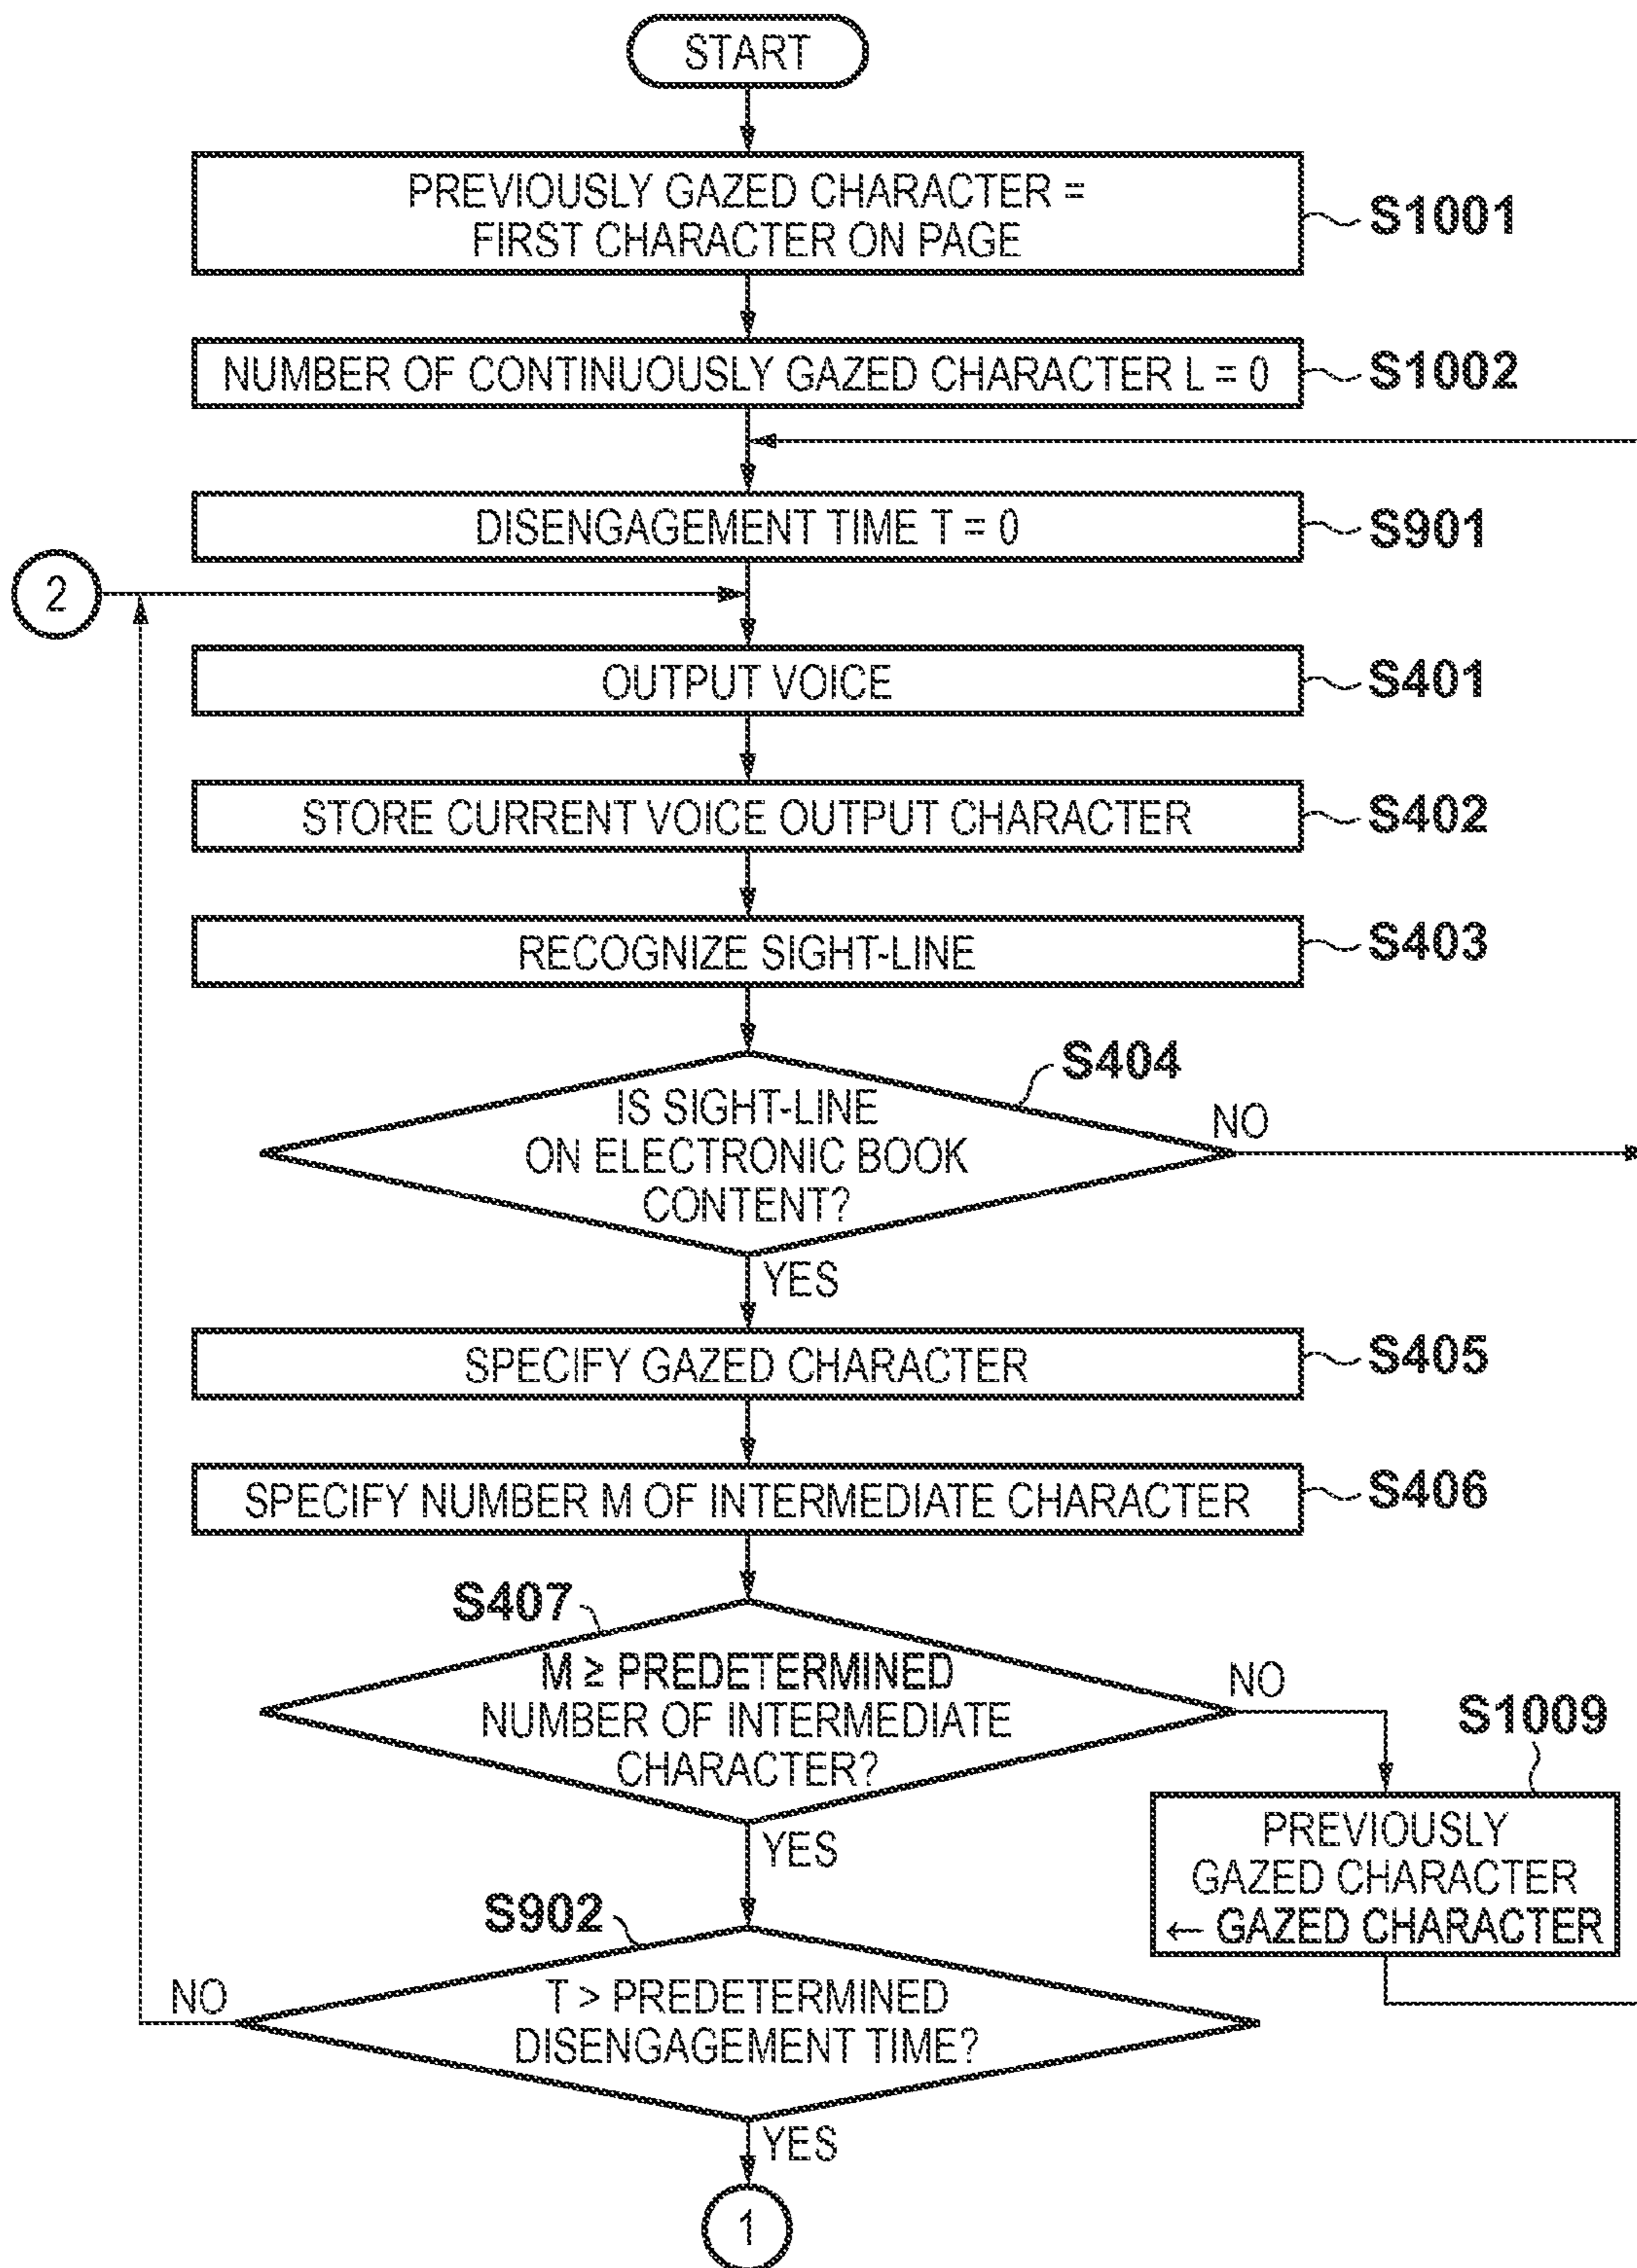 START
PREVIOUSLY GAZED CHARACTER =
FIRST CHARACTER ON PAGE
S1001
NUMBER OF CONTINUOUSLY GAZED CHARACTER L = 0
S1002
DISENGAGEMENT TIME T = 0
S901
2
OUTPUT VOICE
S401
STORE CURRENT VOICE OUTPUT CHARACTER
S402
RECOGNIZE SIGHT-LINE
S403
S404
IS SIGHT-LINE
ON ELECTRONIC BOOK
CONTENT?
NO
YES
SPECIFY GAZED CHARACTER
S405
SPECIFY NUMBER M OF INTERMEDIATE CHARACTER
S406
S407
M ≥ PREDETERMINED
NUMBER OF INTERMEDIATE
CHARACTER?
NO
YES
S1009
PREVIOUSLY
GAZED CHARACTER
← GAZED CHARACTER
S902
T > PREDETERMINED
DISENGAGEMENT TIME?
NO
YES
1